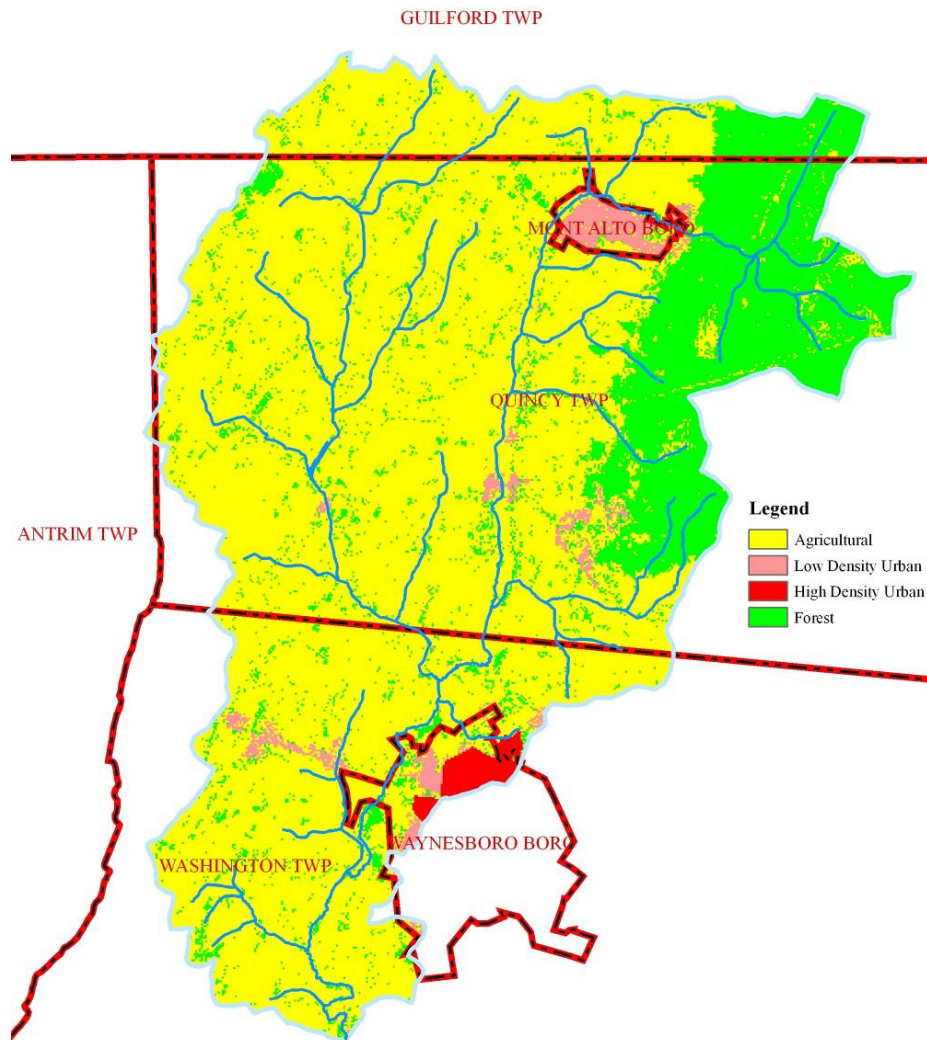 GUILFORD TWP
MONT ALTO BORO
QUINCY TWP
Legend
ANTRIM TWP
Agricultural
Low Density Urban
High Density Urban
Forest
WAYNESBORO BORO
WASHINGTON TWP